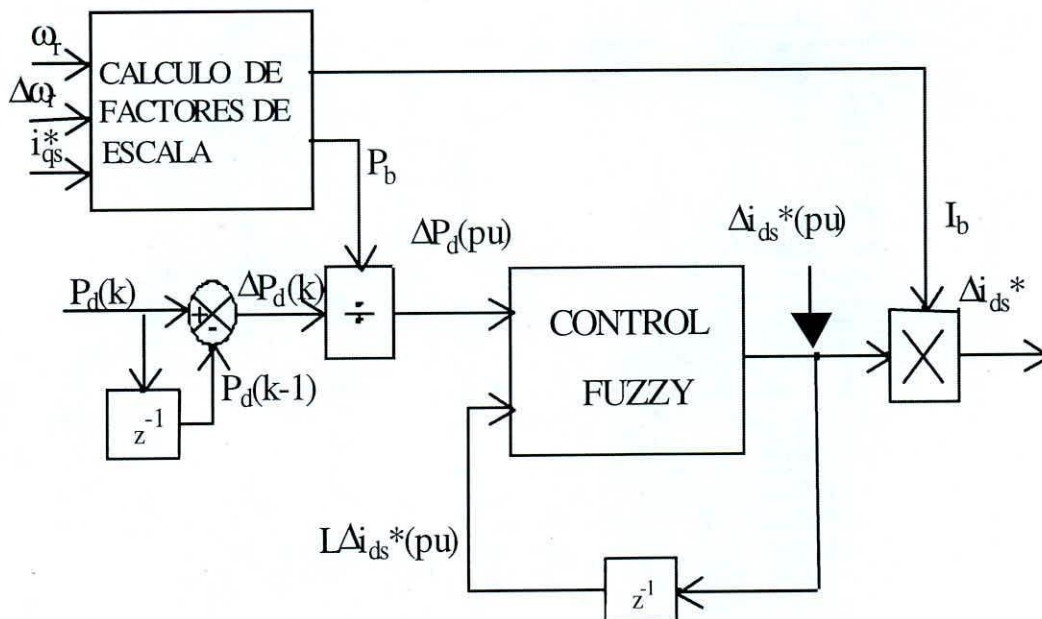 ωr
CALCULO DE
Δωr
FACTORES DE
i*qs
ESCALA
Pb
Ib
ΔPd(pu)
Δids*(pu)
Pd(k)
+
-
ΔPd(k)
÷
CONTROL
FUZZY
X
Δids*
Pd(k-1)
z-1
LΔids*(pu)
z-1